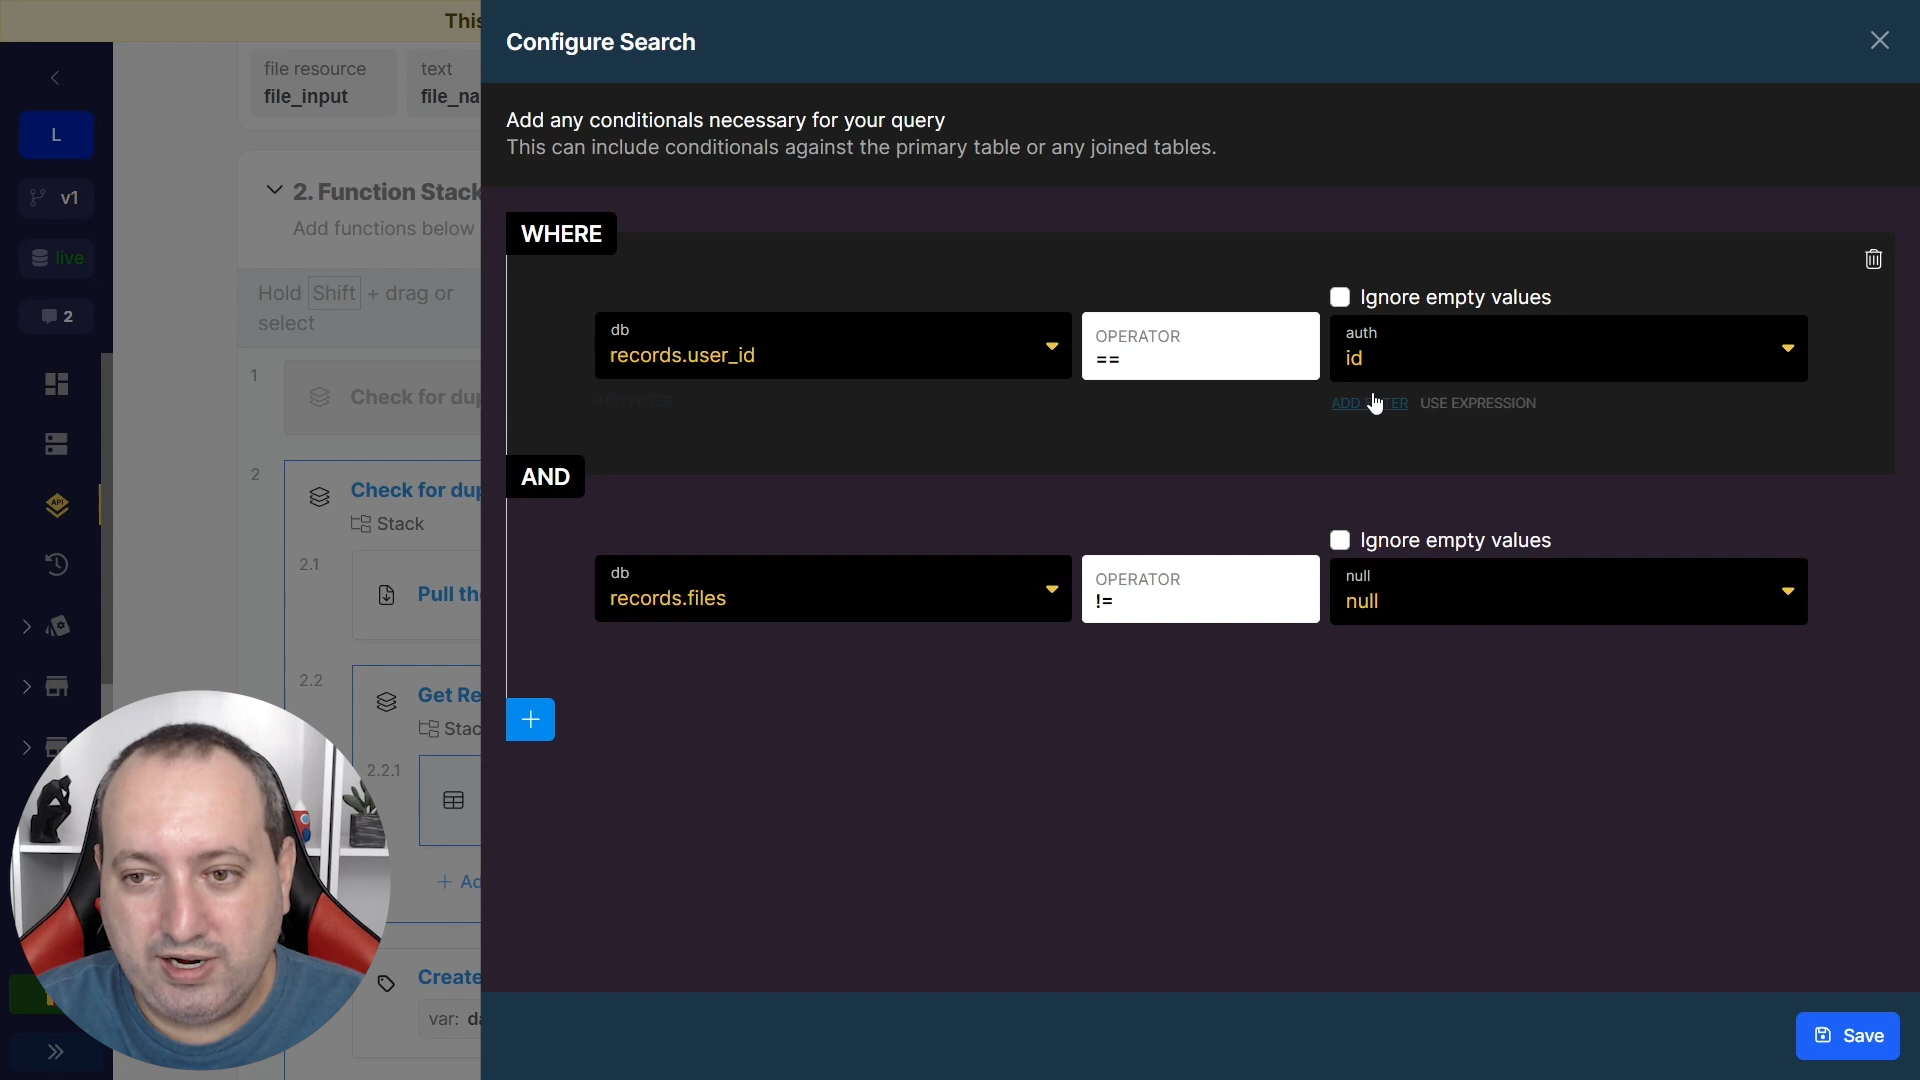 This
Configure Search
file resource
file_input
text
file_na
L
v1
live
2
Add any conditionals necessary for your query
This can include conditionals against the primary table or any joined tables.
2. Function Stack
Add functions below
Hold Shift + drag or
select
WHERE
Ignore empty values
db
records.user_id
OPERATOR
==
auth
id
USE EXPRESSION
1
Check for dup
2
Check for dup
Stack
2.1
Pull the
AND
Ignore empty values
db
records.files
OPERATOR
!=
null
null
2.2
Get Re
Stac
2.2.1
+ Ad
Create
var: da
API
Save